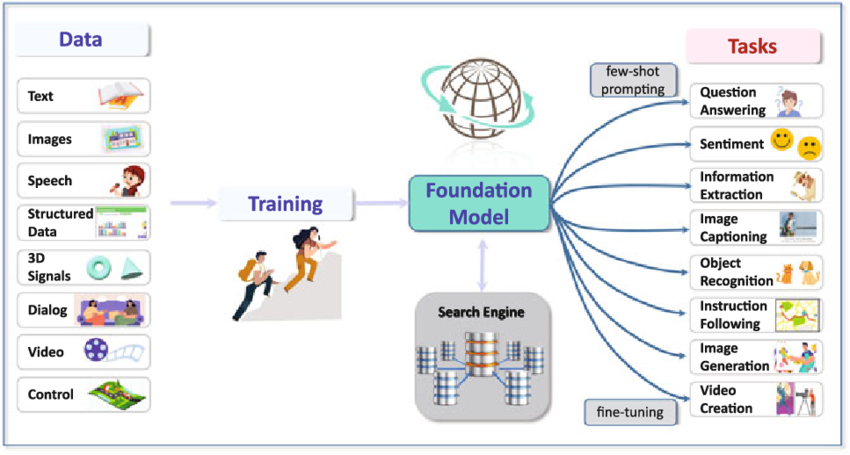 Data
Text
Images
Speech
Structured
Data
3D
Signals
Dialog
Video
Control
Training
Foundation
Model
Search Engine
few-shot
prompting
fine-tuning
Tasks
Question
Answering
Sentiment
Information
Extraction
Image
Captioning
Object
Recognition
Instruction
Following
Image
Generation
Video
Creation